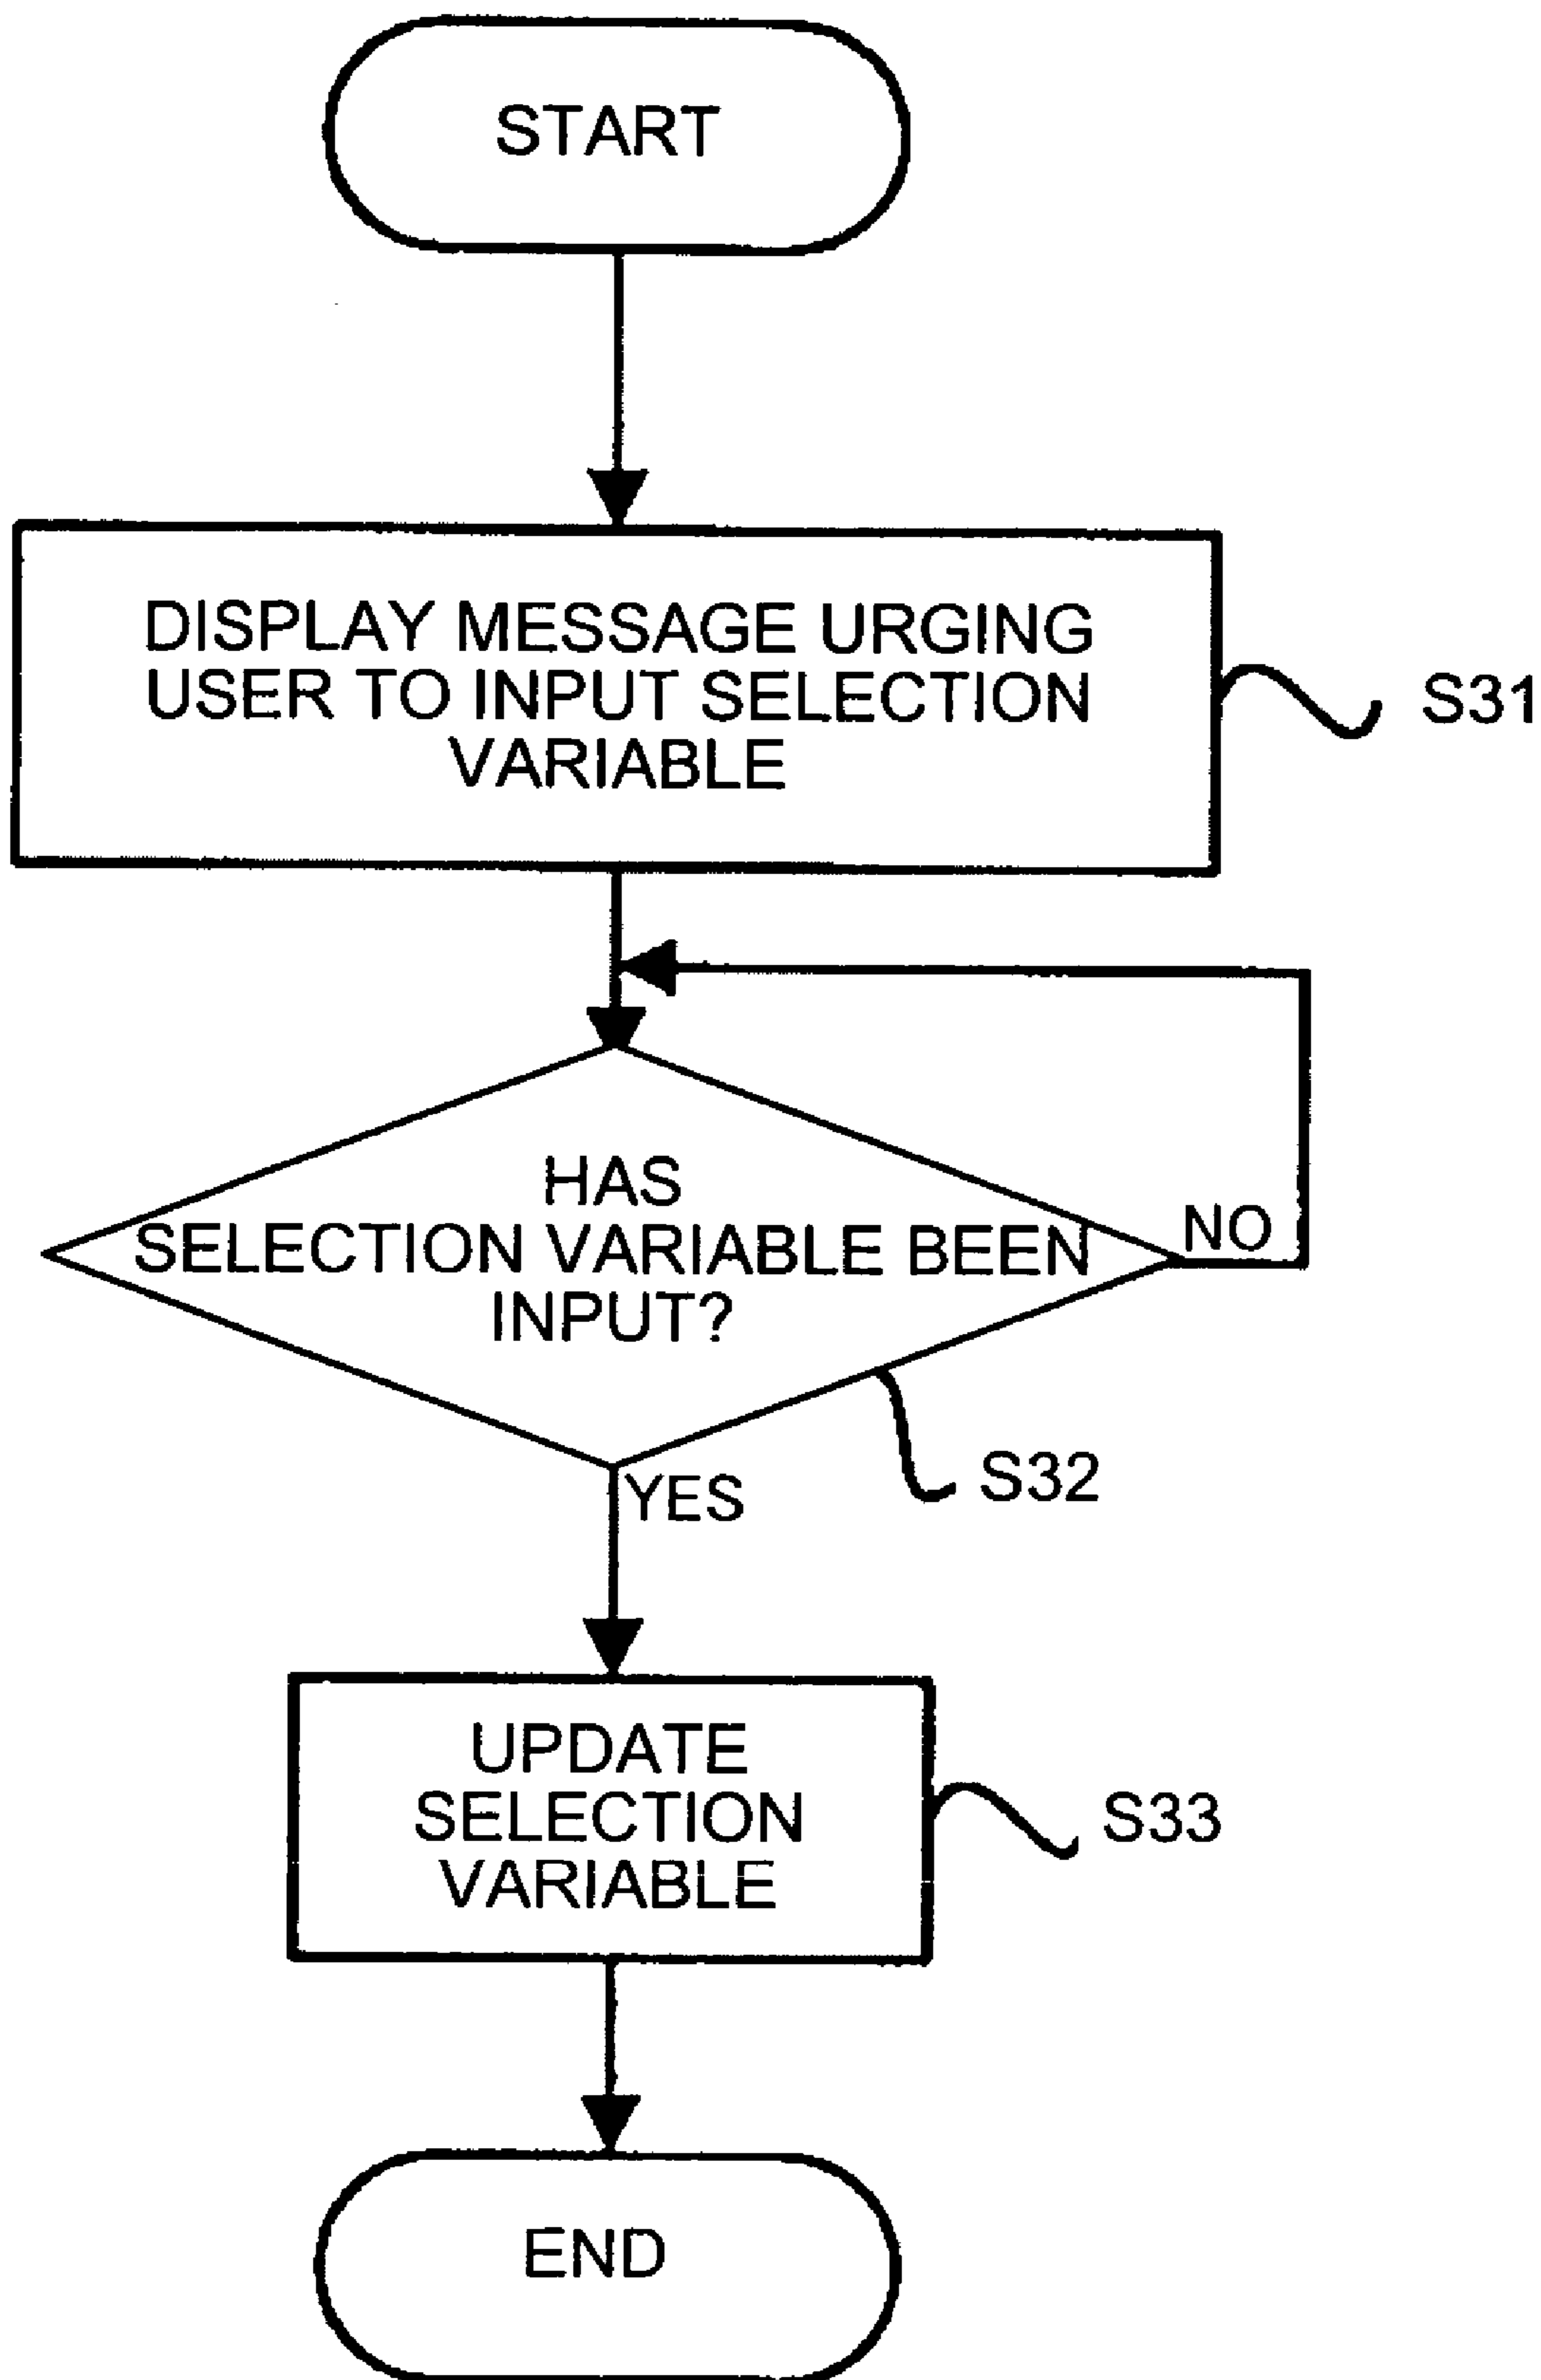 START
DISPLAY MESSAGE URGING
USER TO INPUT SELECTION
VARIABLE
S31
HAS
SELECTION VARIABLE BEEN
INPUT?
NO
S32
YES
UPDATE
SELECTION
VARIABLE
S33
END